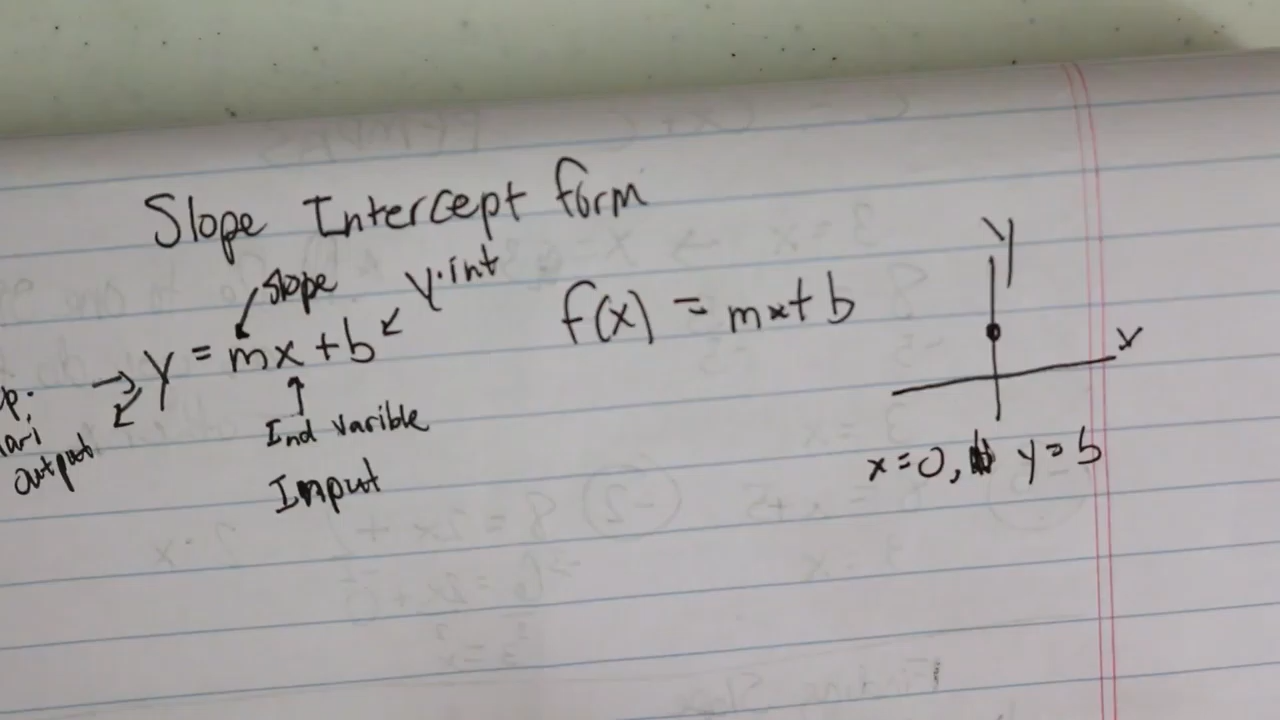 Slope Intercept form
slope
y.int
y = mx + b
f(x) = mx + b
output
Ind varible
Input
y
x
x = 0, y = b